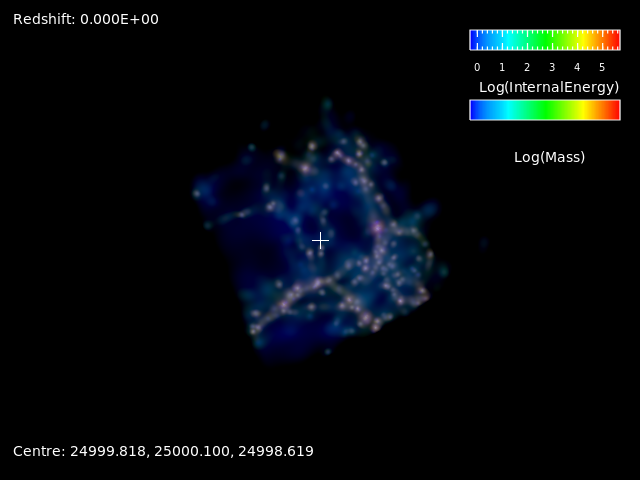 Redshift: 0.000E+00
0 1 2 3 4 5
Log(InternalEnergy)
Log(Mass)
Centre: 24999.818, 25000.100, 24998.619